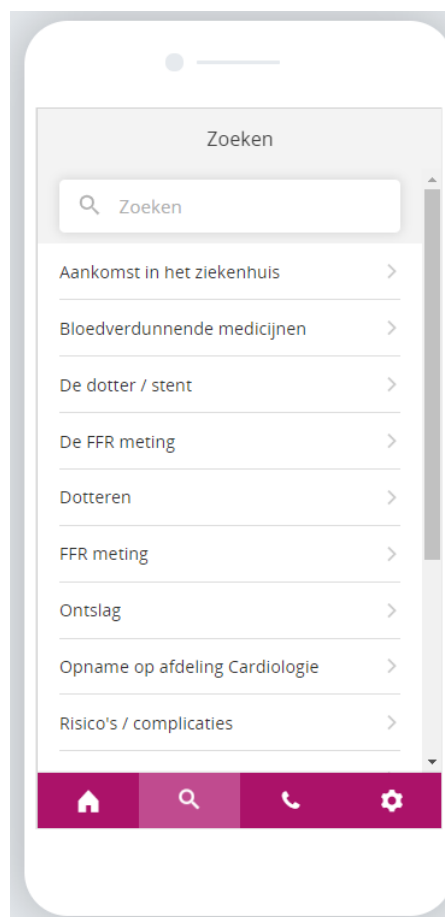 Zoeken
Zoeken
Aankomst in het ziekenhuis
Bloedverdunnende medicijnen
De dotter / stent
De FFR meting
Dotteren
FFR meting
Ontslag
Opname op afdeling Cardiologie
Risico's / complicaties